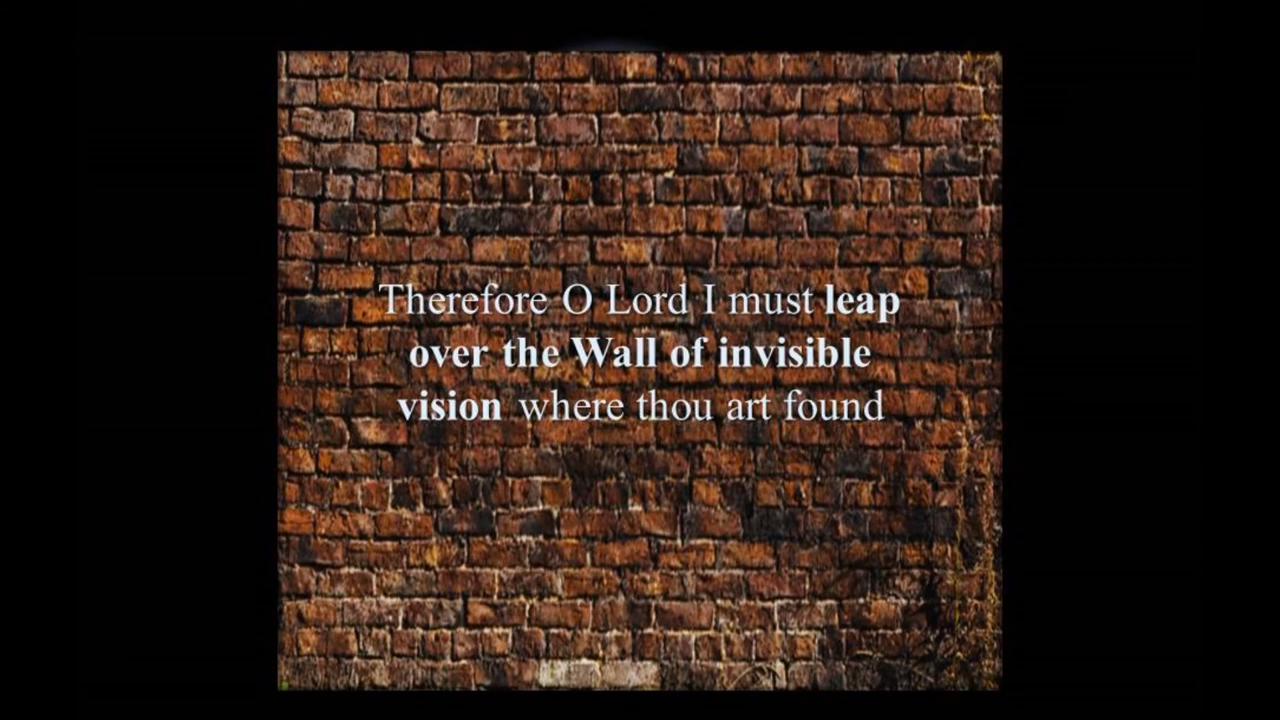 Therefore O Lord I must leap
over the Wall of invisible
vision where thou art found